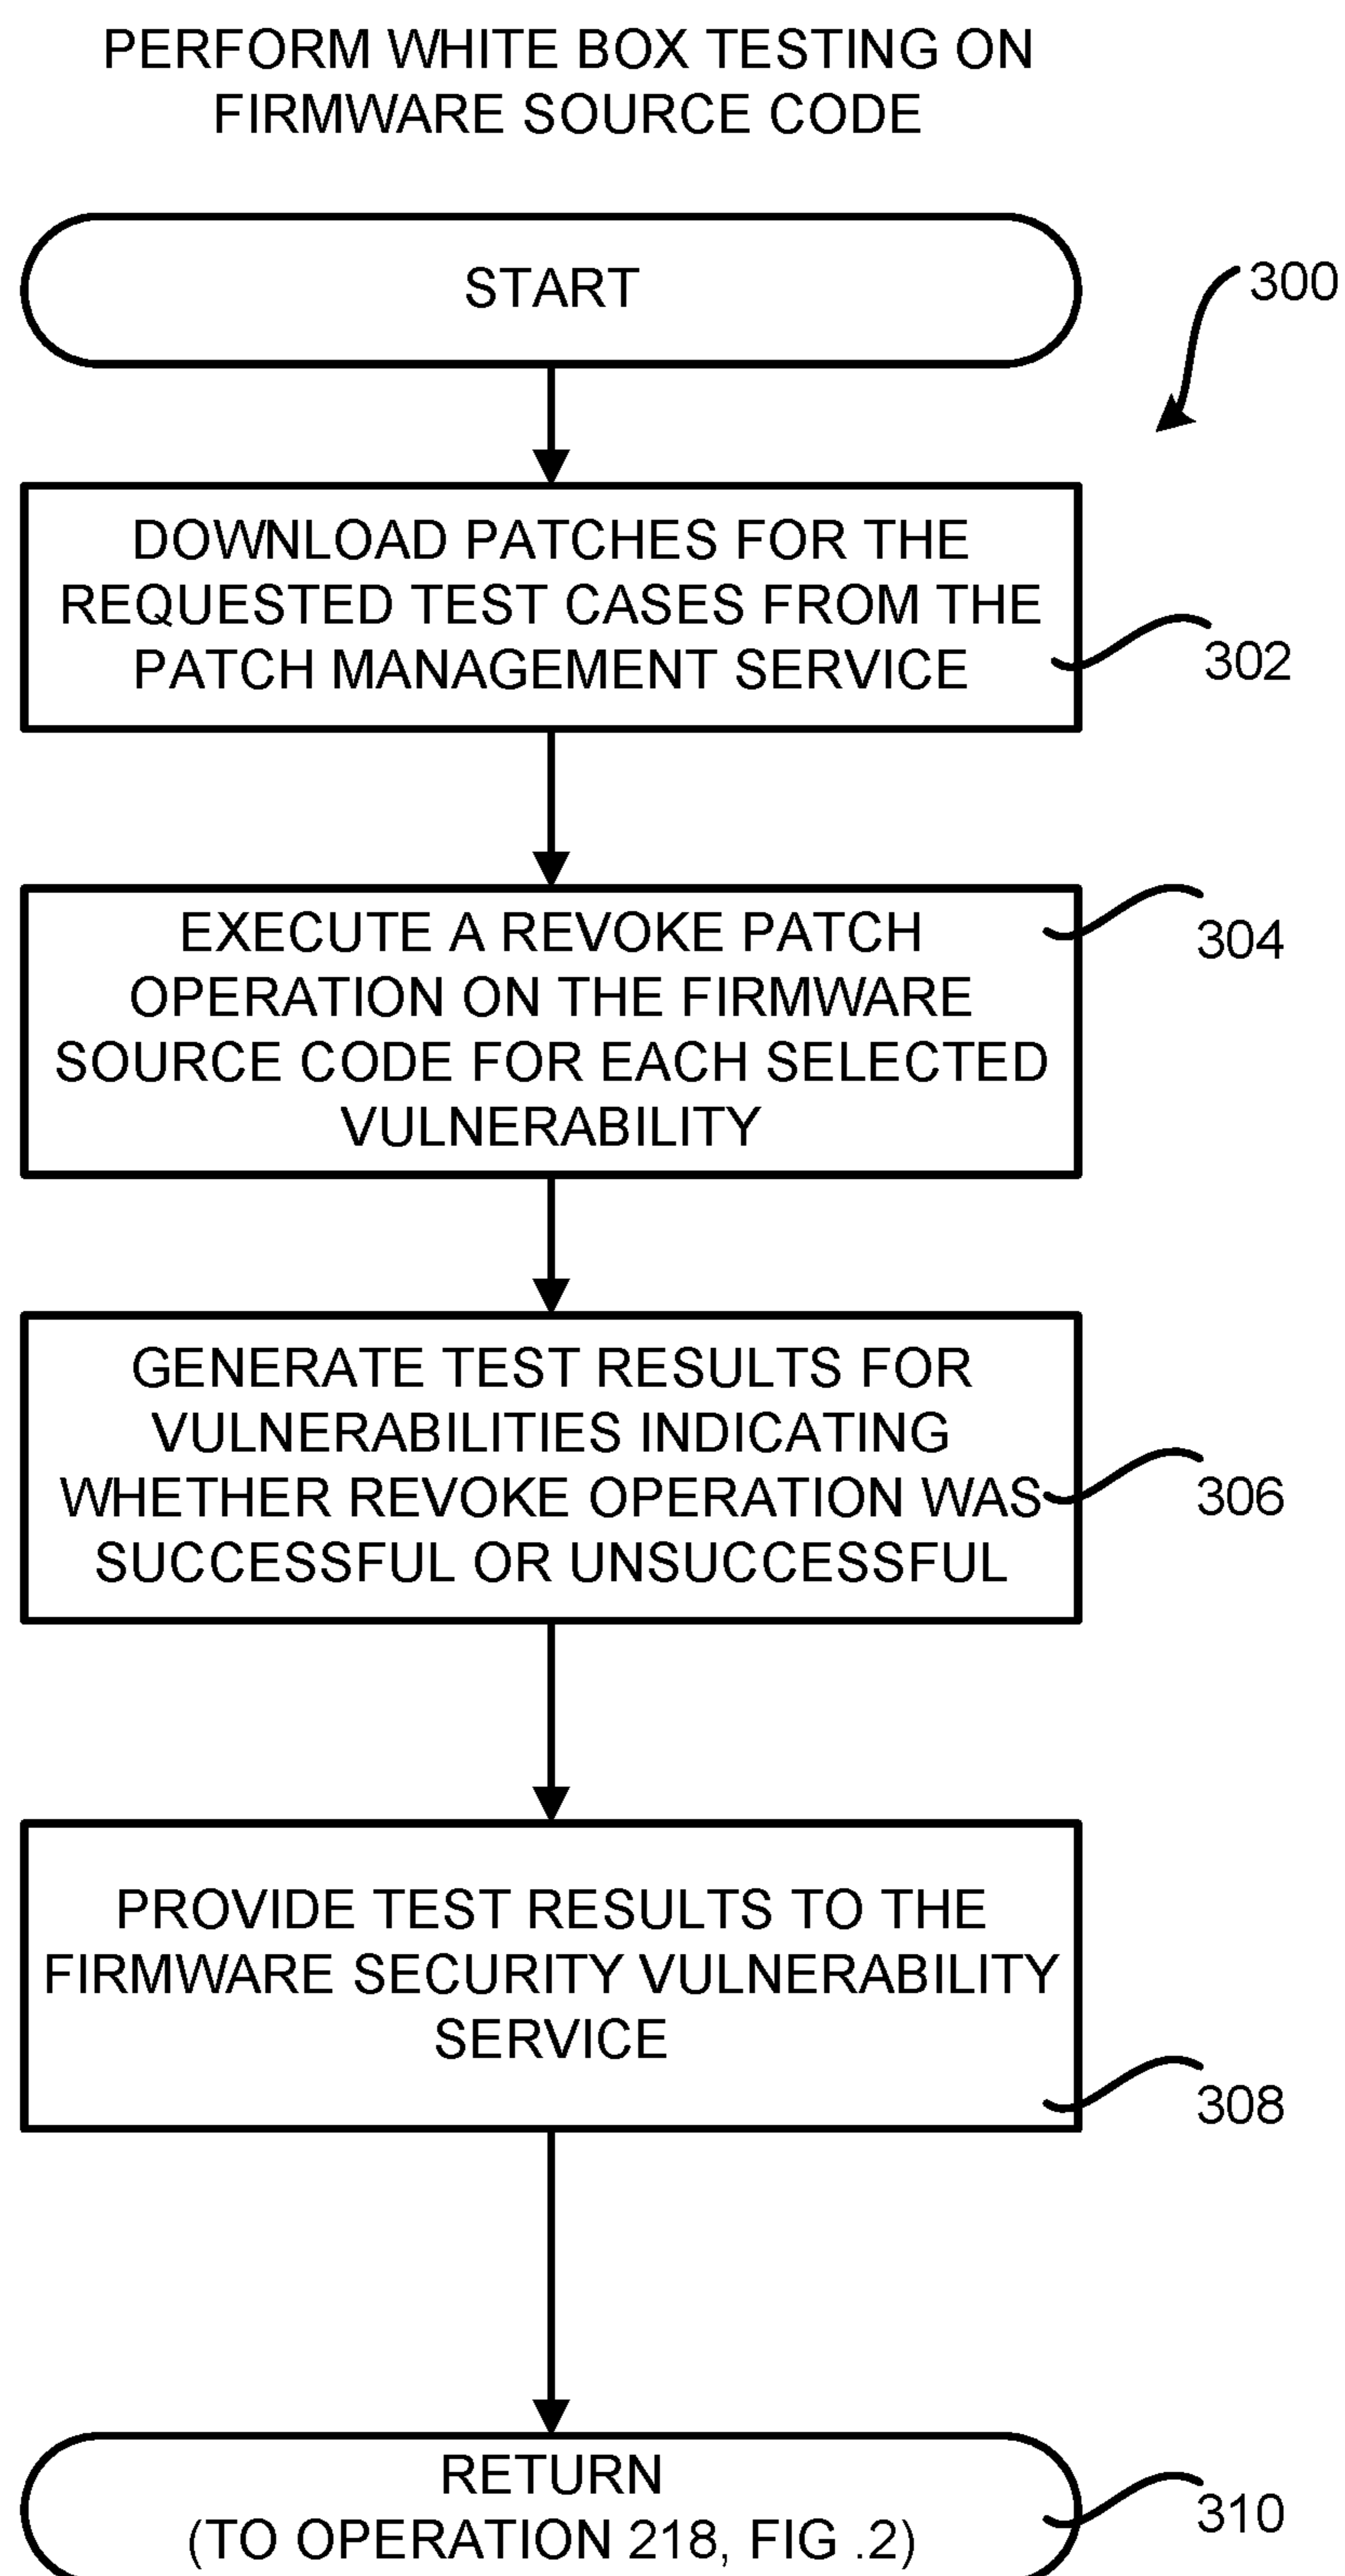 PERFORM WHITE BOX TESTING ON
FIRMWARE SOURCE CODE
START
300
DOWNLOAD PATCHES FOR THE
REQUESTED TEST CASES FROM THE
PATCH MANAGEMENT SERVICE
302
EXECUTE A REVOKE PATCH
OPERATION ON THE FIRMWARE
SOURCE CODE FOR EACH SELECTED
VULNERABILITY
304
GENERATE TEST RESULTS FOR
VULNERABILITIES INDICATING
WHETHER REVOKE OPERATION WAS
SUCCESSFUL OR UNSUCCESSFUL
306
PROVIDE TEST RESULTS TO THE
FIRMWARE SECURITY VULNERABILITY
SERVICE
308
RETURN
(TO OPERATION 218, FIG .2)
310